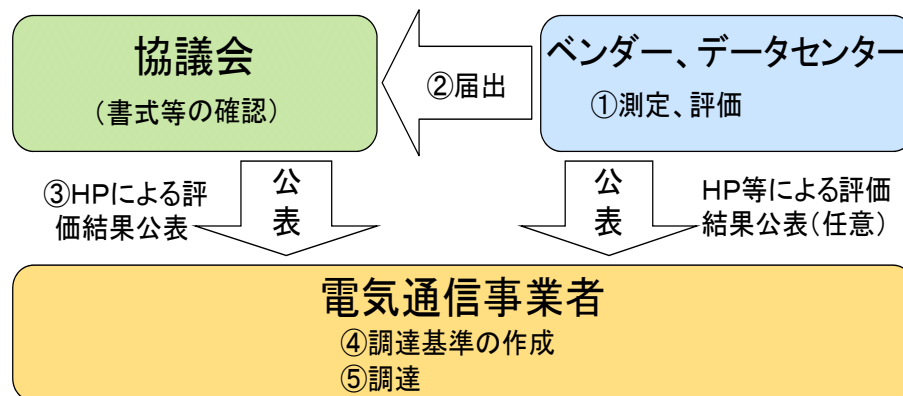 協議会
（書式等の確認）
②届出
ベンダー、データセンター
①測定、評価
③HPによる評
価結果公表
公
表
公
表
HP等による評価
結果公表（任意）
電気通信事業者
④調達基準の作成
⑤調達